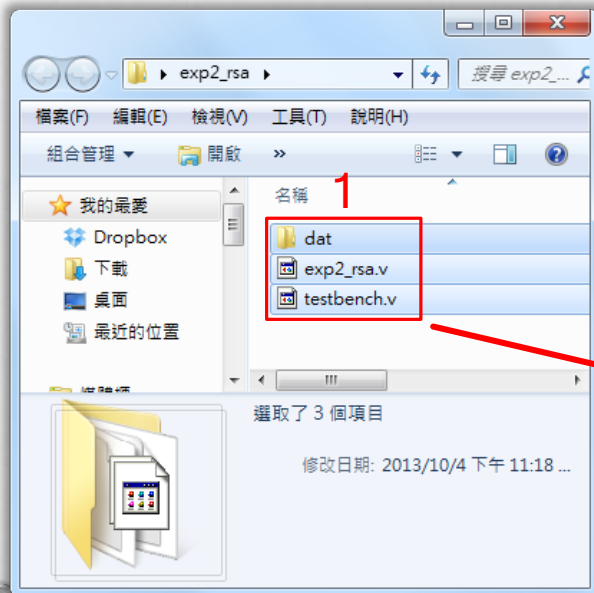 exp2_rsa
搜尋 exp2_...
檔案(F) 編輯(E) 檢視(V) 工具(T) 說明(H)
組合管理 開啟 »
我的最愛
Dropbox
下載
桌面
最近的位置
名稱
1
dat
exp2_rsa.v
testbench.v
選取了 3 個項目
修改日期: 2013/10/4 下午 11:18 ...